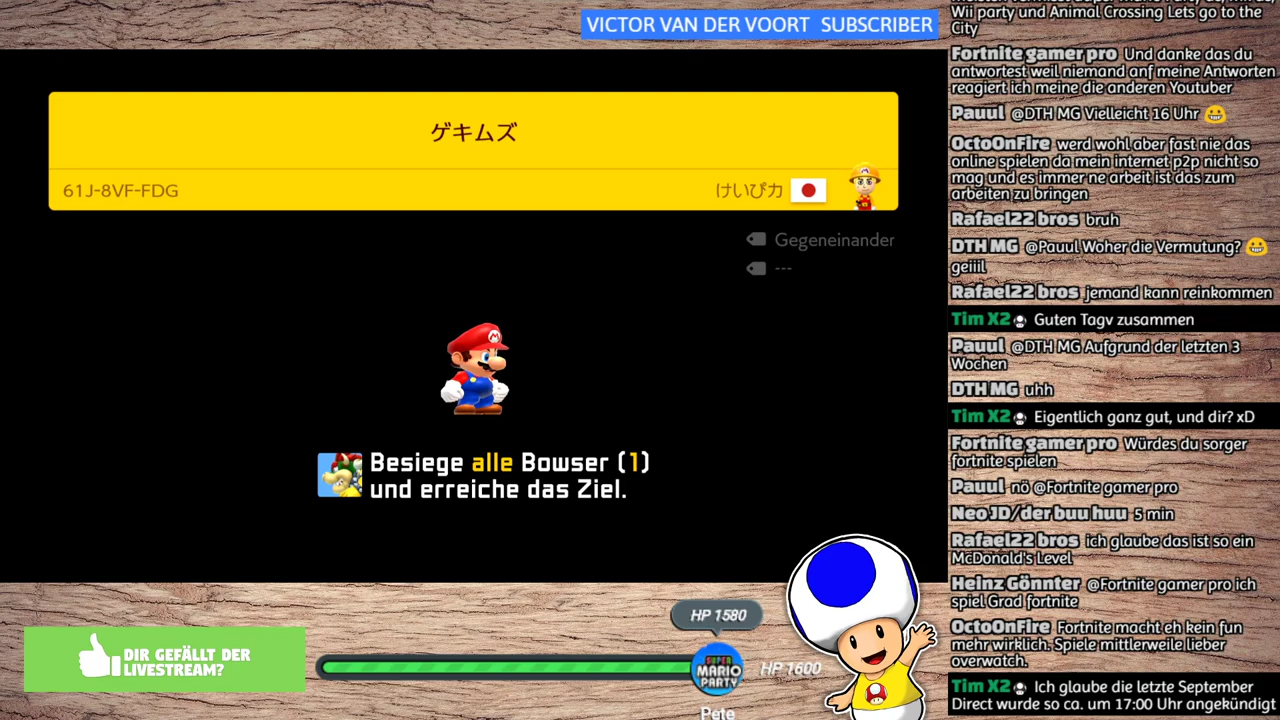 VICTOR VAN DER VOORT SUBSCRIBER
ゲキムズ
61J-8VF-FDG
けいぴカ
Gegeneinander
---
Besiege alle Bowser (1)
und erreiche das Ziel.
DIR GEFÄLLT DER
LIVESTREAM?
HP 1580
SUPER
MARIO
PARTY
HP 1600
Pete
Wii party und Animal Crossing Lets go to the
City
Fortnite gamer pro Und danke das du
antwortest weil niemand anf meine Antworten
reagiert ich meine die anderen Youtuber
Pauul @DTH MG Vielleicht 16 Uhr 😀
OctoOnFire werd wohl aber fast nie das
online spielen da mein internet p2p nicht so
mag und es immer ne arbeit ist das zum
arbeiten zu bringen
Rafael22 bros bruh
DTH MG @Pauul Woher die Vermutung? 😀
geiiil
Rafael22 bros jemand kann reinkommen
Tim X2 Guten Tagv zusammen
Pauul @DTH MG Aufgrund der letzten 3
Wochen
DTH MG uhh
Tim X2 Eigentlich ganz gut, und dir? xD
Fortnite gamer pro Würdes du sorger
fortnite spielen
Pauul nö @Fortnite gamer pro
Neo JD/der buu huu 5 min
Rafael22 bros ich glaube das ist so ein
McDonald's Level
Heinz Gönnter @Fortnite gamer pro ich
spiel Grad fortnite
OctoOnFire Fortnite macht eh kein fun
mehr wirklich. Spiele mittlerweile lieber
overwatch.
Tim X2 Ich glaube die letzte September
Direct wurde so ca. um 17:00 Uhr angekündigt